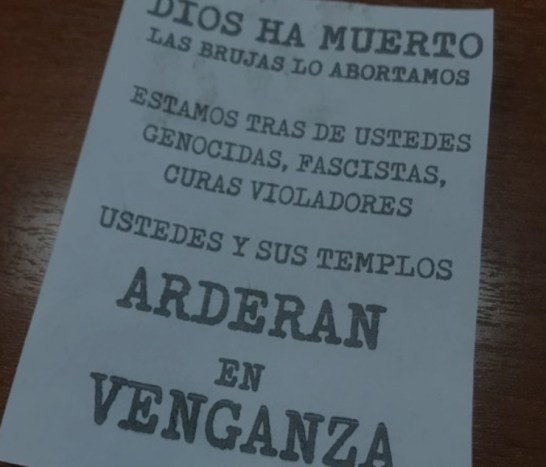 DIOS HA MUERTO
LAS BRUJAS LO ABORTAMOS
ESTAMOS TRAS DE USTEDES
GENOCIDAS, FASCISTAS,
CURAS VIOLADORES
USTEDES Y SUS TEMPLOS
ARDERAN
EN
VENGANZA